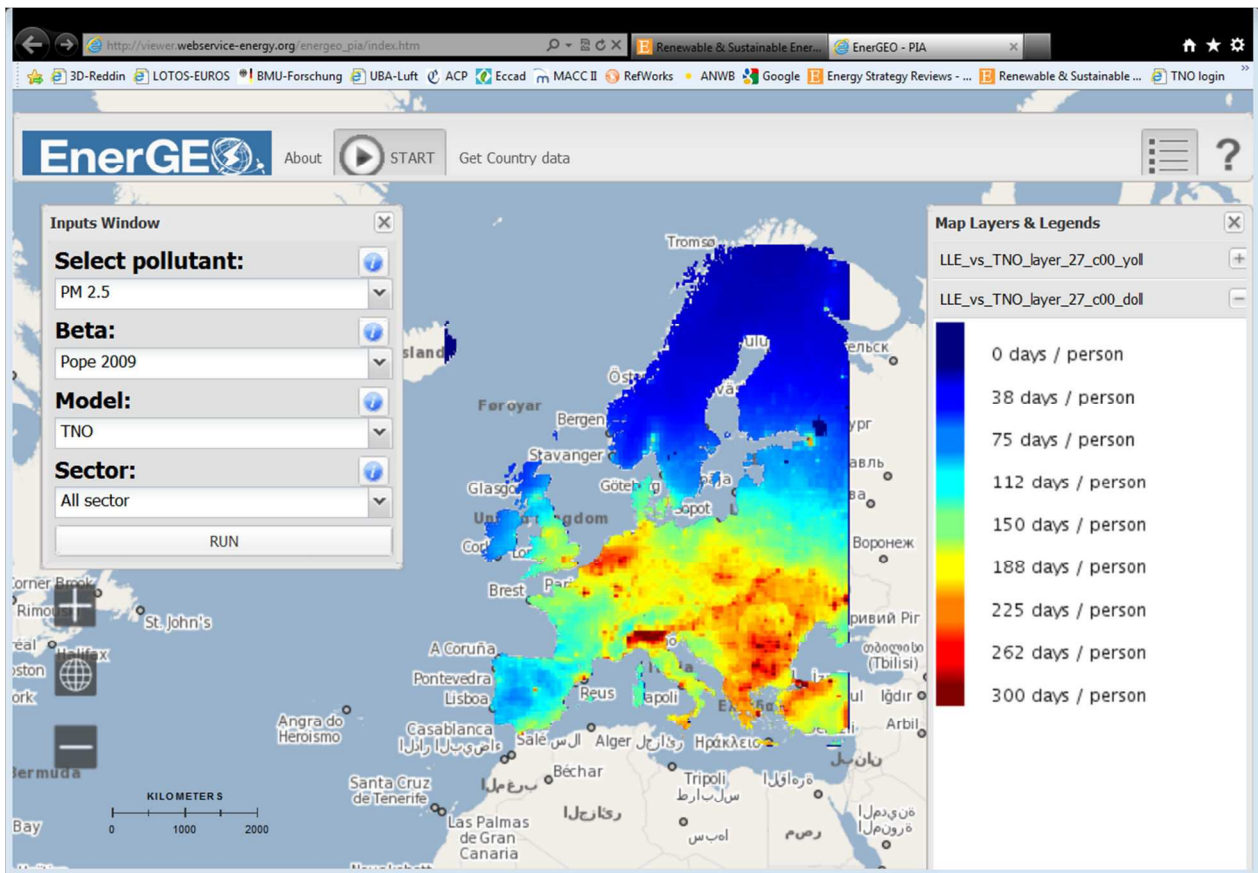 http://viewer.webservice-energy.org/energeo_pia/index.htm
Renewable & Sustainable Ener...
EnerGEO - PIA
3D-Reddin
LOTOS-EUROS
BMU-Forschung
UBA-Luft
ACP
Eccad
MACC II
RefWorks
ANWB
Google
Energy Strategy Reviews - ...
Renewable & Sustainable ...
TNO login
EnerGEO
About
START
Get Country data
?
Inputs Window
Select pollutant:
PM 2.5
Beta:
Pope 2009
Model:
TNO
Sector:
All sector
RUN
Map Layers & Legends
LLE_vs_TNO_layer_27_c00_yoll
LLE_vs_TNO_layer_27_c00_doll
0 days / person
38 days / person
75 days / person
112 days / person
150 days / person
188 days / person
225 days / person
262 days / person
300 days / person
Tromsø
Føroyar
Bergen
Stavanger
Glasgo
Brest
A Coruña
Pontevedra
Lisboa
Reus
Воронеж
ривий Ріг
(Tbilisi)
Iğdır
Arbil
St. John's
Halifax
Angra do
Heroismo
Casablanca
Salé
Alger
Ηράκλειο
Béchar
Tripoli
Santa Cruz
de Tenerife
Las Palmas
de Gran
Canaria
Bermuda
Bay
KILOMETERS
0 1000 2000